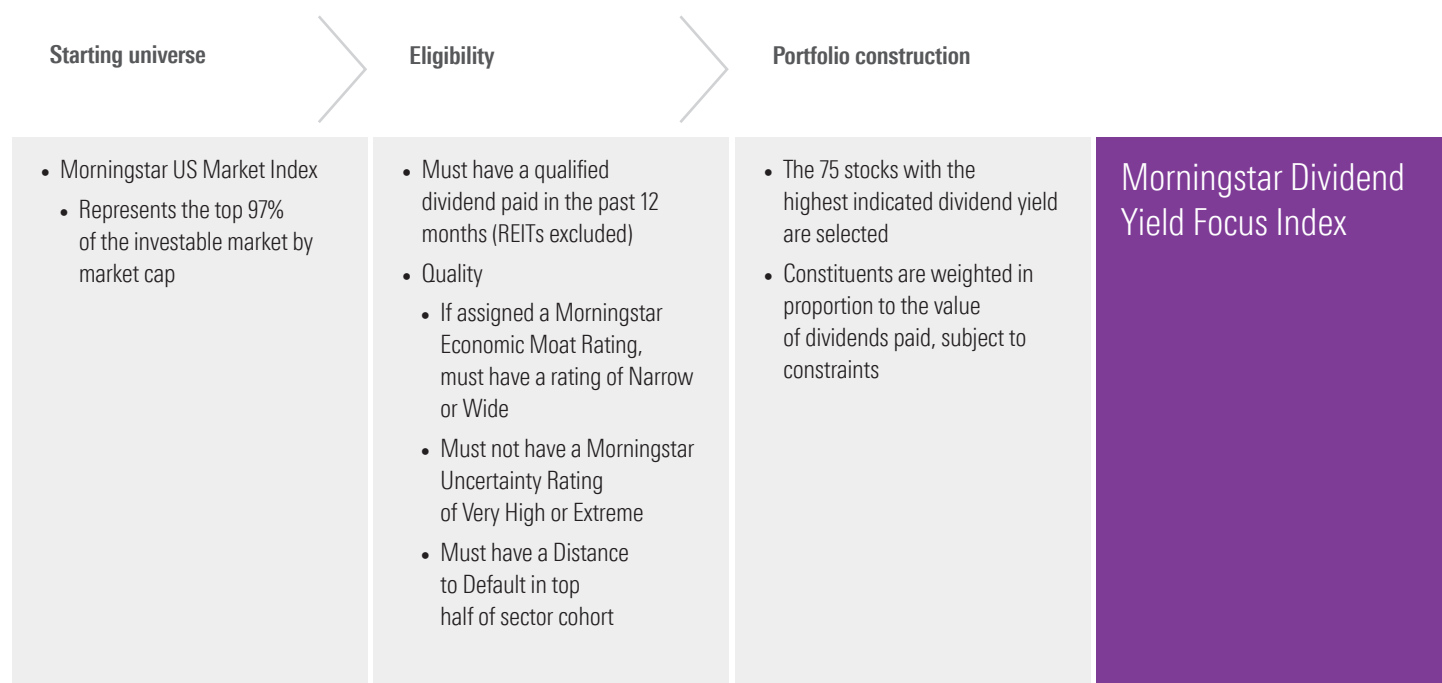 Starting universe
Eligibility
Portfolio construction
• Morningstar US Market Index
• Represents the top 97%
of the investable market by
market cap
• Must have a qualified
dividend paid in the past 12
months (REITs excluded)
• Quality
• If assigned a Morningstar
Economic Moat Rating,
must have a rating of Narrow
or Wide
• Must not have a Morningstar
Uncertainty Rating
of Very High or Extreme
• Must have a Distance
to Default in top
half of sector cohort
• The 75 stocks with the
highest indicated dividend yield
are selected
• Constituents are weighted in
proportion to the value
of dividends paid, subject to
constraints
Morningstar Dividend
Yield Focus Index